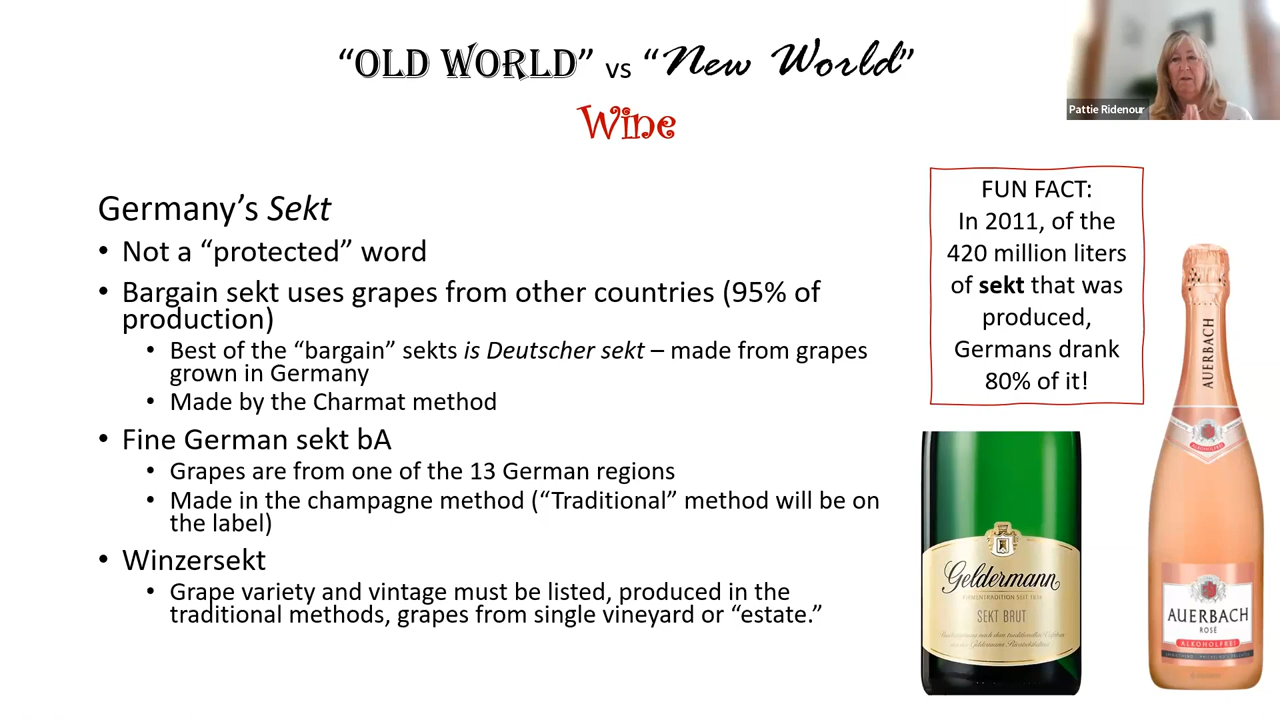 “OLD WORLD” vs “New World”
Wine
Pattie Ridenour
Germany’s Sekt
• Not a “protected” word
• Bargain sekt uses grapes from other countries (95% of
production)
• Best of the “bargain” sekts is Deutscher sekt – made from grapes
grown in Germany
• Made by the Charmat method
• Fine German sekt bA
• Grapes are from one of the 13 German regions
• Made in the champagne method (“Traditional” method will be on
the label)
• Winzersekt
• Grape variety and vintage must be listed, produced in the
traditional methods, grapes from single vineyard or “estate.”
FUN FACT:
In 2011, of the
420 million liters
of sekt that was
produced,
Germans drank
80% of it!
Geldermann
SEKT BRUT
AUERBACH
ALKOHOLFREI
AUERBACH
ROSÉ
ALKOHOLFREI